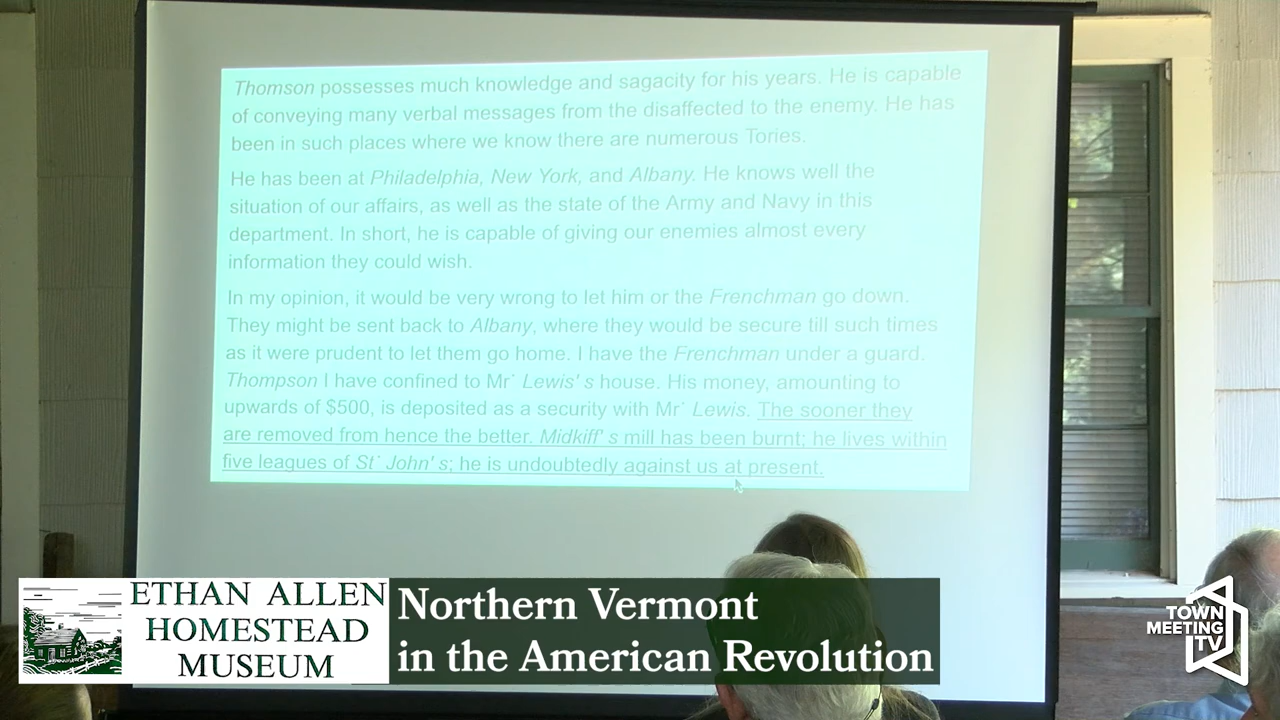 Thomson possesses much knowledge and sagacity for his years. He is capable
of conveying many verbal messages from the disaffected to the enemy. He has
been in such places where we know there are numerous Tories.
He has been at Philadelphia, New York, and Albany. He knows well the
situation of our affairs, as well as the state of the Army and Navy in this
department. In short, he is capable of giving our enemies almost every
information they could wish.
In my opinion, it would be very wrong to let him or the Frenchman go down.
They might be sent back to Albany, where they would be secure till such times
as it were prudent to let them go home. I have the Frenchman under a guard.
Thompson I have confined to Mr˙ Lewis's house. His money, amounting to
upwards of $500, is deposited as a security with Mr˙ Lewis. The sooner they
are removed from hence the better. Midkiff's mill has been burnt; he lives within
five leagues of St˙ John's; he is undoubtedly against us at present.
ETHAN ALLEN
HOMESTEAD
MUSEUM
Northern Vermont
in the American Revolution
TOWN
MEETING
TV